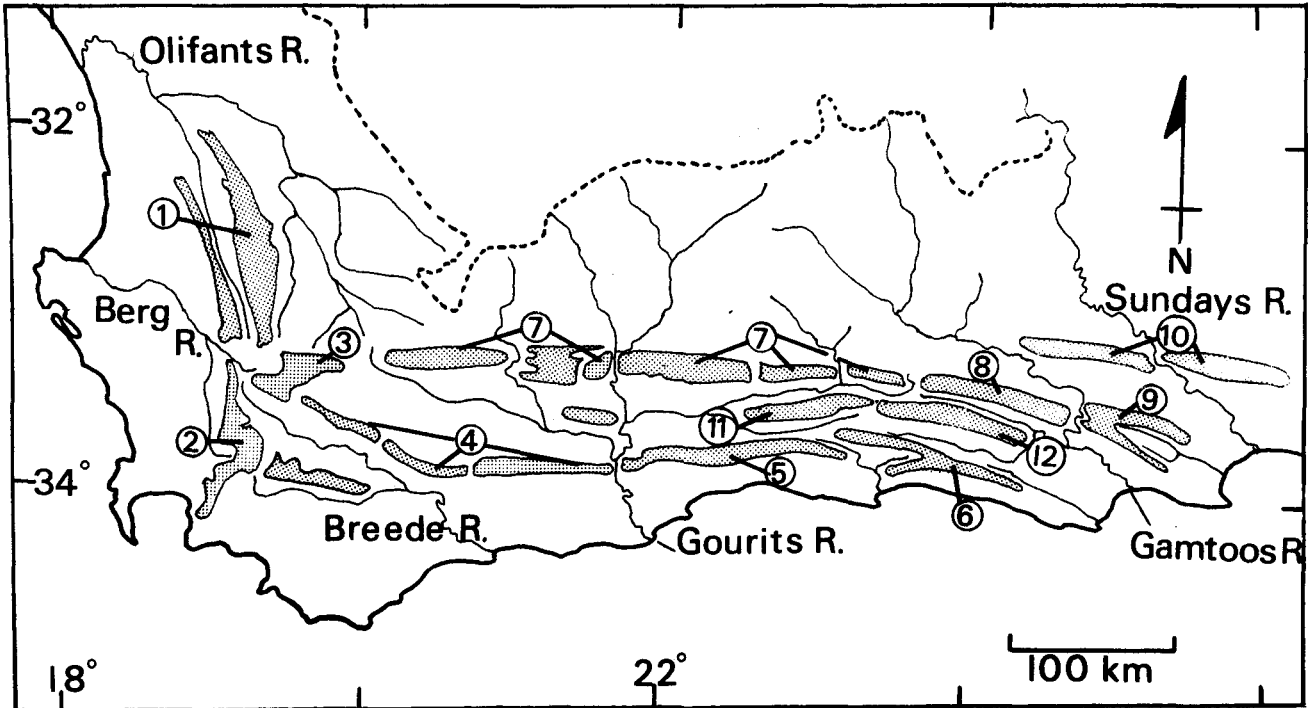 Olifants R.
32°
1
N
Berg
R.
Sundays R.
3
7
7
10
8
9
2
4
11
12
5
34°
6
Breede R.
Gourits R.
Gamtoos R
100 km
18°
22°